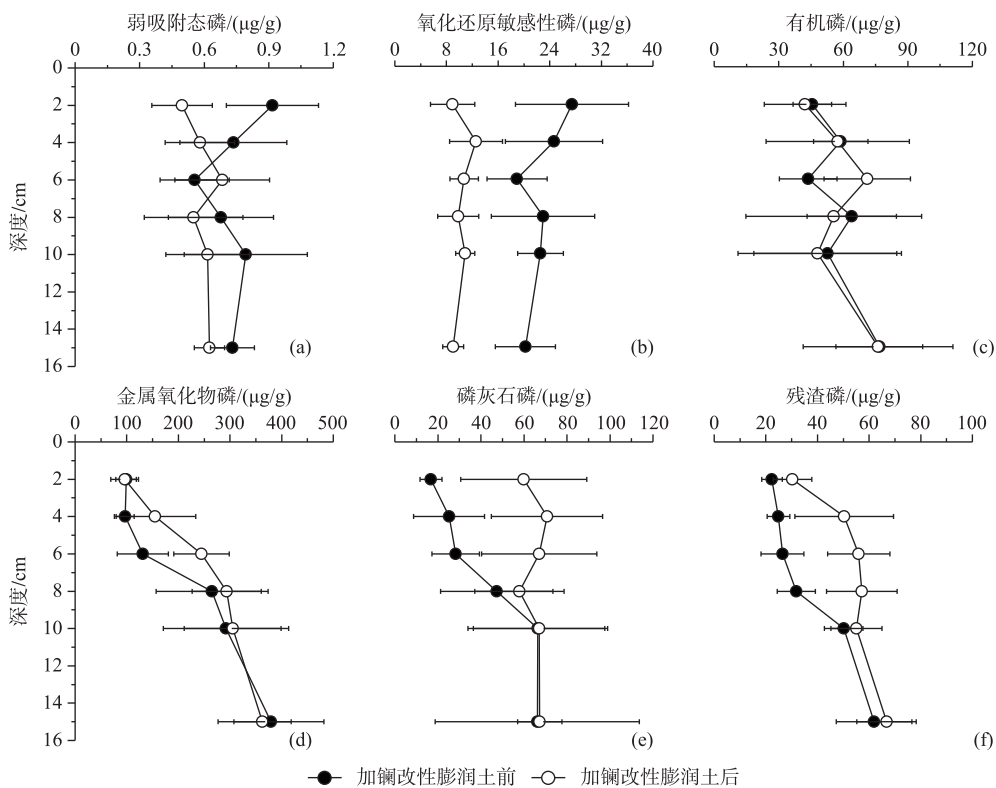 弱吸附态磷/(μg/g)
0 0.3 0.6 0.9 1.2
氧化还原敏感性磷/(μg/g)
0 8 16 24 32 40
有机磷/(μg/g)
0 30 60 90 120
深度/cm
0
2
4
6
8
10
12
14
16
(a)
(b)
(c)
金属氧化物磷/(μg/g)
0 100 200 300 400 500
磷灰石磷/(μg/g)
0 20 40 60 80 100 120
残渣磷/(μg/g)
0 20 40 60 80 100
深度/cm
0
2
4
6
8
10
12
14
16
(d)
(e)
(f)
加镧改性膨润土前 加镧改性膨润土后